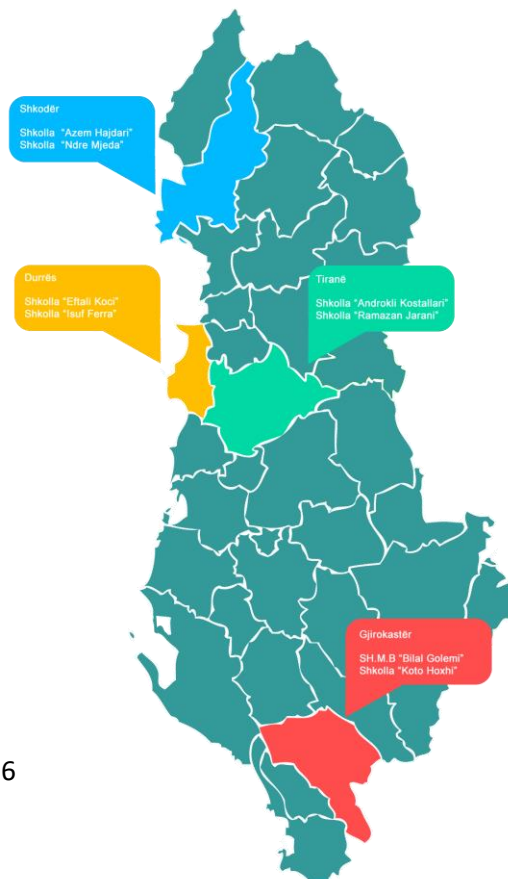 Shkodër
Shkolla "Azem Hajdari"
Shkolla "Ndre Mjeda"
Durrës
Shkolla "Eftali Koci"
Shkolla "Isuf Ferra"
Tiranë
Shkolla "Androkli Kostallari"
Shkolla "Ramazan Jarani"
Gjirokastër
SH.M.B "Bilal Golemi"
Shkolla "Koto Hoxhi"
6